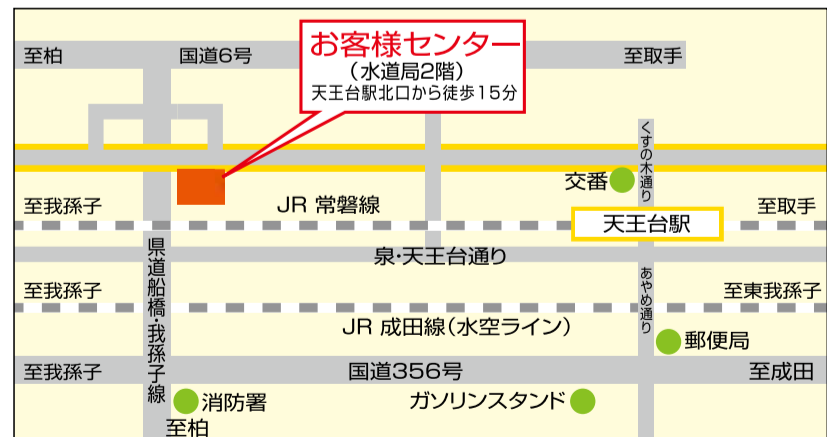 至柏
国道6号
お客様センター
（水道局2階）
天王台駅北口から徒歩15分
至取手
くすの木通り
交番
至我孫子
JR 常磐線
天王台駅
至取手
県道船橋・我孫子線
泉・天王台通り
あやめ通り
至我孫子
至東我孫子
JR 成田線（水空ライン）
郵便局
至我孫子
国道356号
至成田
消防署
ガソリンスタンド
至柏